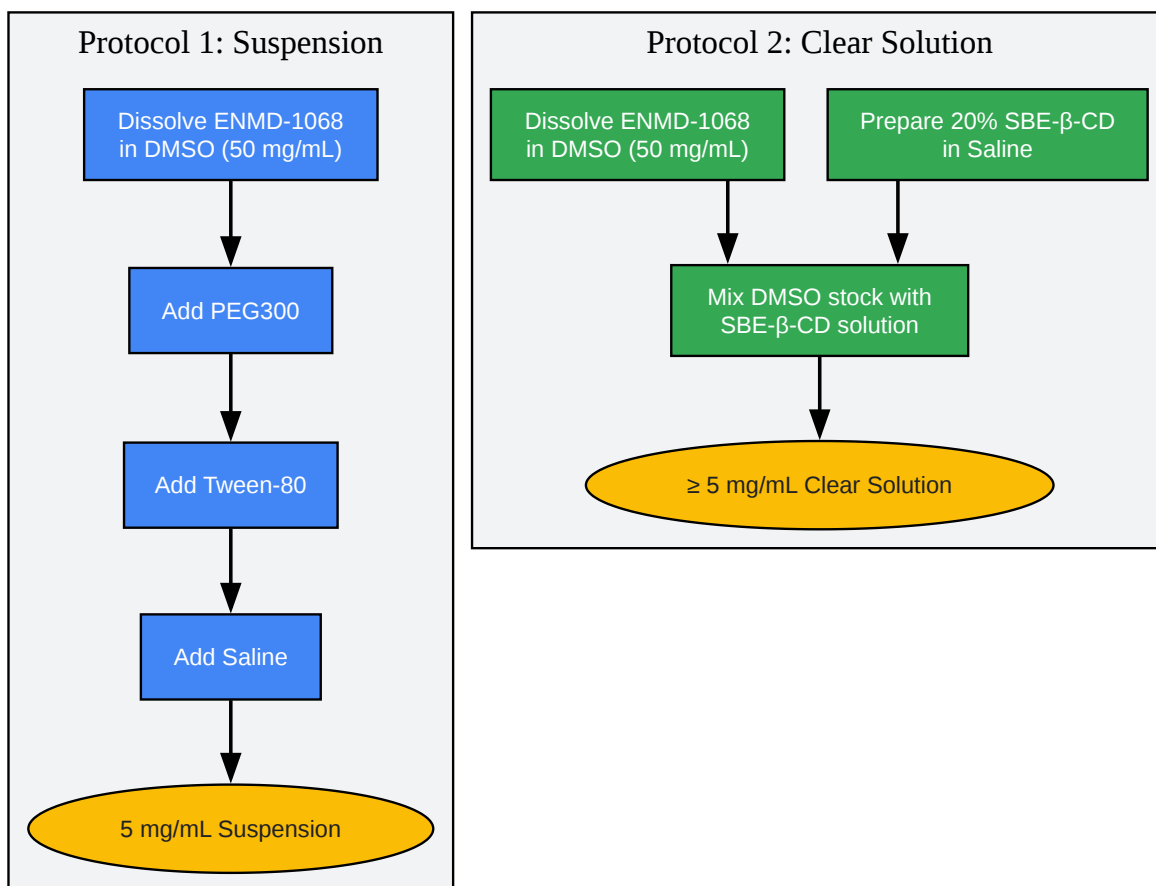 Protocol 1: Suspension
Dissolve ENMD-1068
in DMSO (50 mg/mL)
Add PEG300
Add Tween-80
Add Saline
5 mg/mL Suspension
Protocol 2: Clear Solution
Dissolve ENMD-1068
in DMSO (50 mg/mL)
Prepare 20% SBE-β-CD
in Saline
Mix DMSO stock with
SBE-β-CD solution
≥ 5 mg/mL Clear Solution